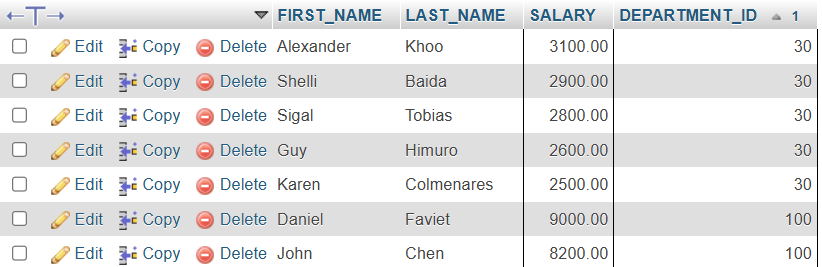 FIRST_NAME LAST_NAME SALARY DEPARTMENT_ID 1
Edit Copy Delete Alexander Khoo 3100.00 30
Edit Copy Delete Shelli Baida 2900.00 30
Edit Copy Delete Sigal Tobias 2800.00 30
Edit Copy Delete Guy Himuro 2600.00 30
Edit Copy Delete Karen Colmenares 2500.00 30
Edit Copy Delete Daniel Faviet 9000.00 100
Edit Copy Delete John Chen 8200.00 100